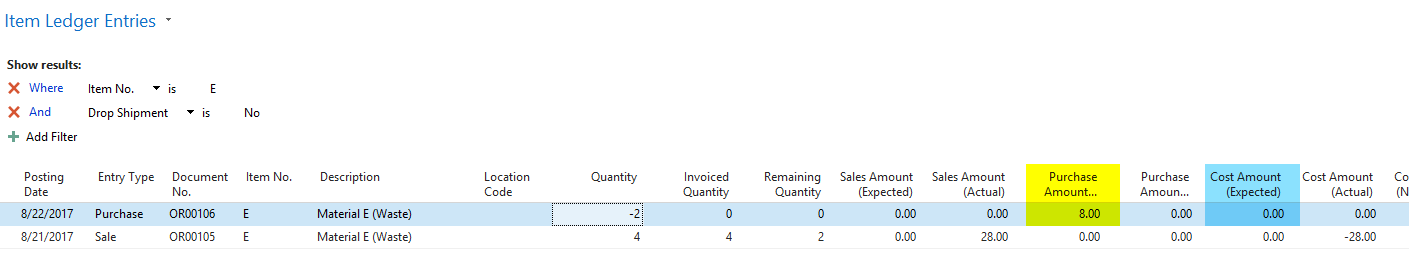 Item Ledger Entries
Show results:
Where Item No. is E
And Drop Shipment is No
Add Filter
Posting Date Entry Type Document No. Item No. Description Location Code Quantity Invoiced Quantity Remaining Quantity Sales Amount (Expected) Sales Amount (Actual) Purchase Amount... Purchase Amoun... Cost Amount (Expected) Cost Amount (Actual) Co (N
8/22/2017 Purchase OR00106 E Material E (Waste) -2 0 0 0.00 0.00 8.00 0.00 0.00 0.00
8/21/2017 Sale OR00105 E Material E (Waste) 4 4 2 0.00 28.00 0.00 0.00 0.00 -28.00